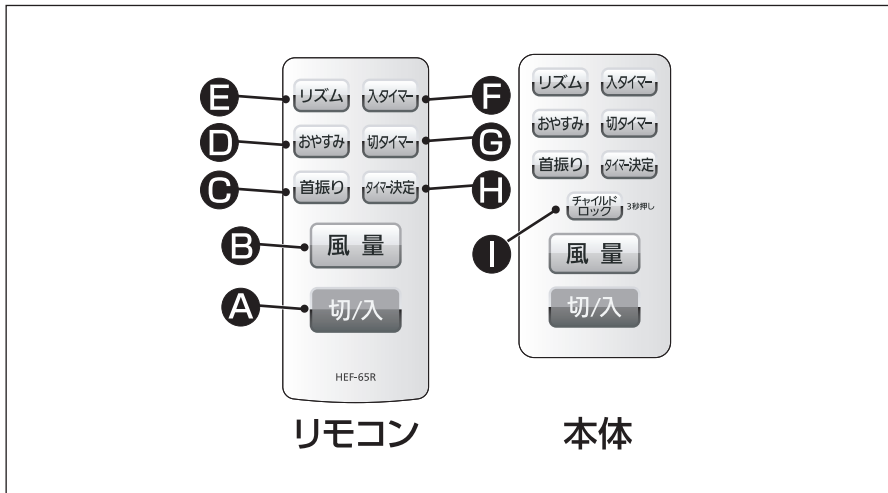 E リズム 入タイマー F
D おやすみ 切タイマー G
C 首振り タイマー決定 H
B 風量
A 切/入
HEF-65R
リモコン
リズム 入タイマー
おやすみ 切タイマー
首振り タイマー決定
I チャイルド
ロック 3秒押し
風量
切/入
本体